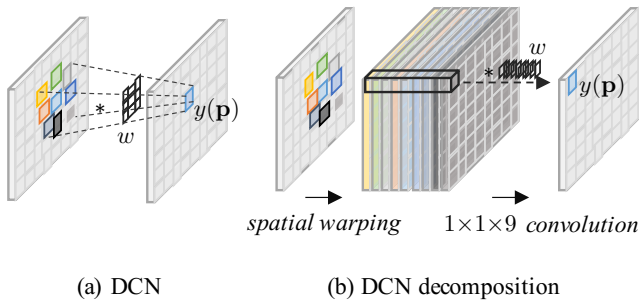 *
w
y(p)
*
w
y(p)
spatial warping
1×1×9 convolution
(a) DCN
(b) DCN decomposition